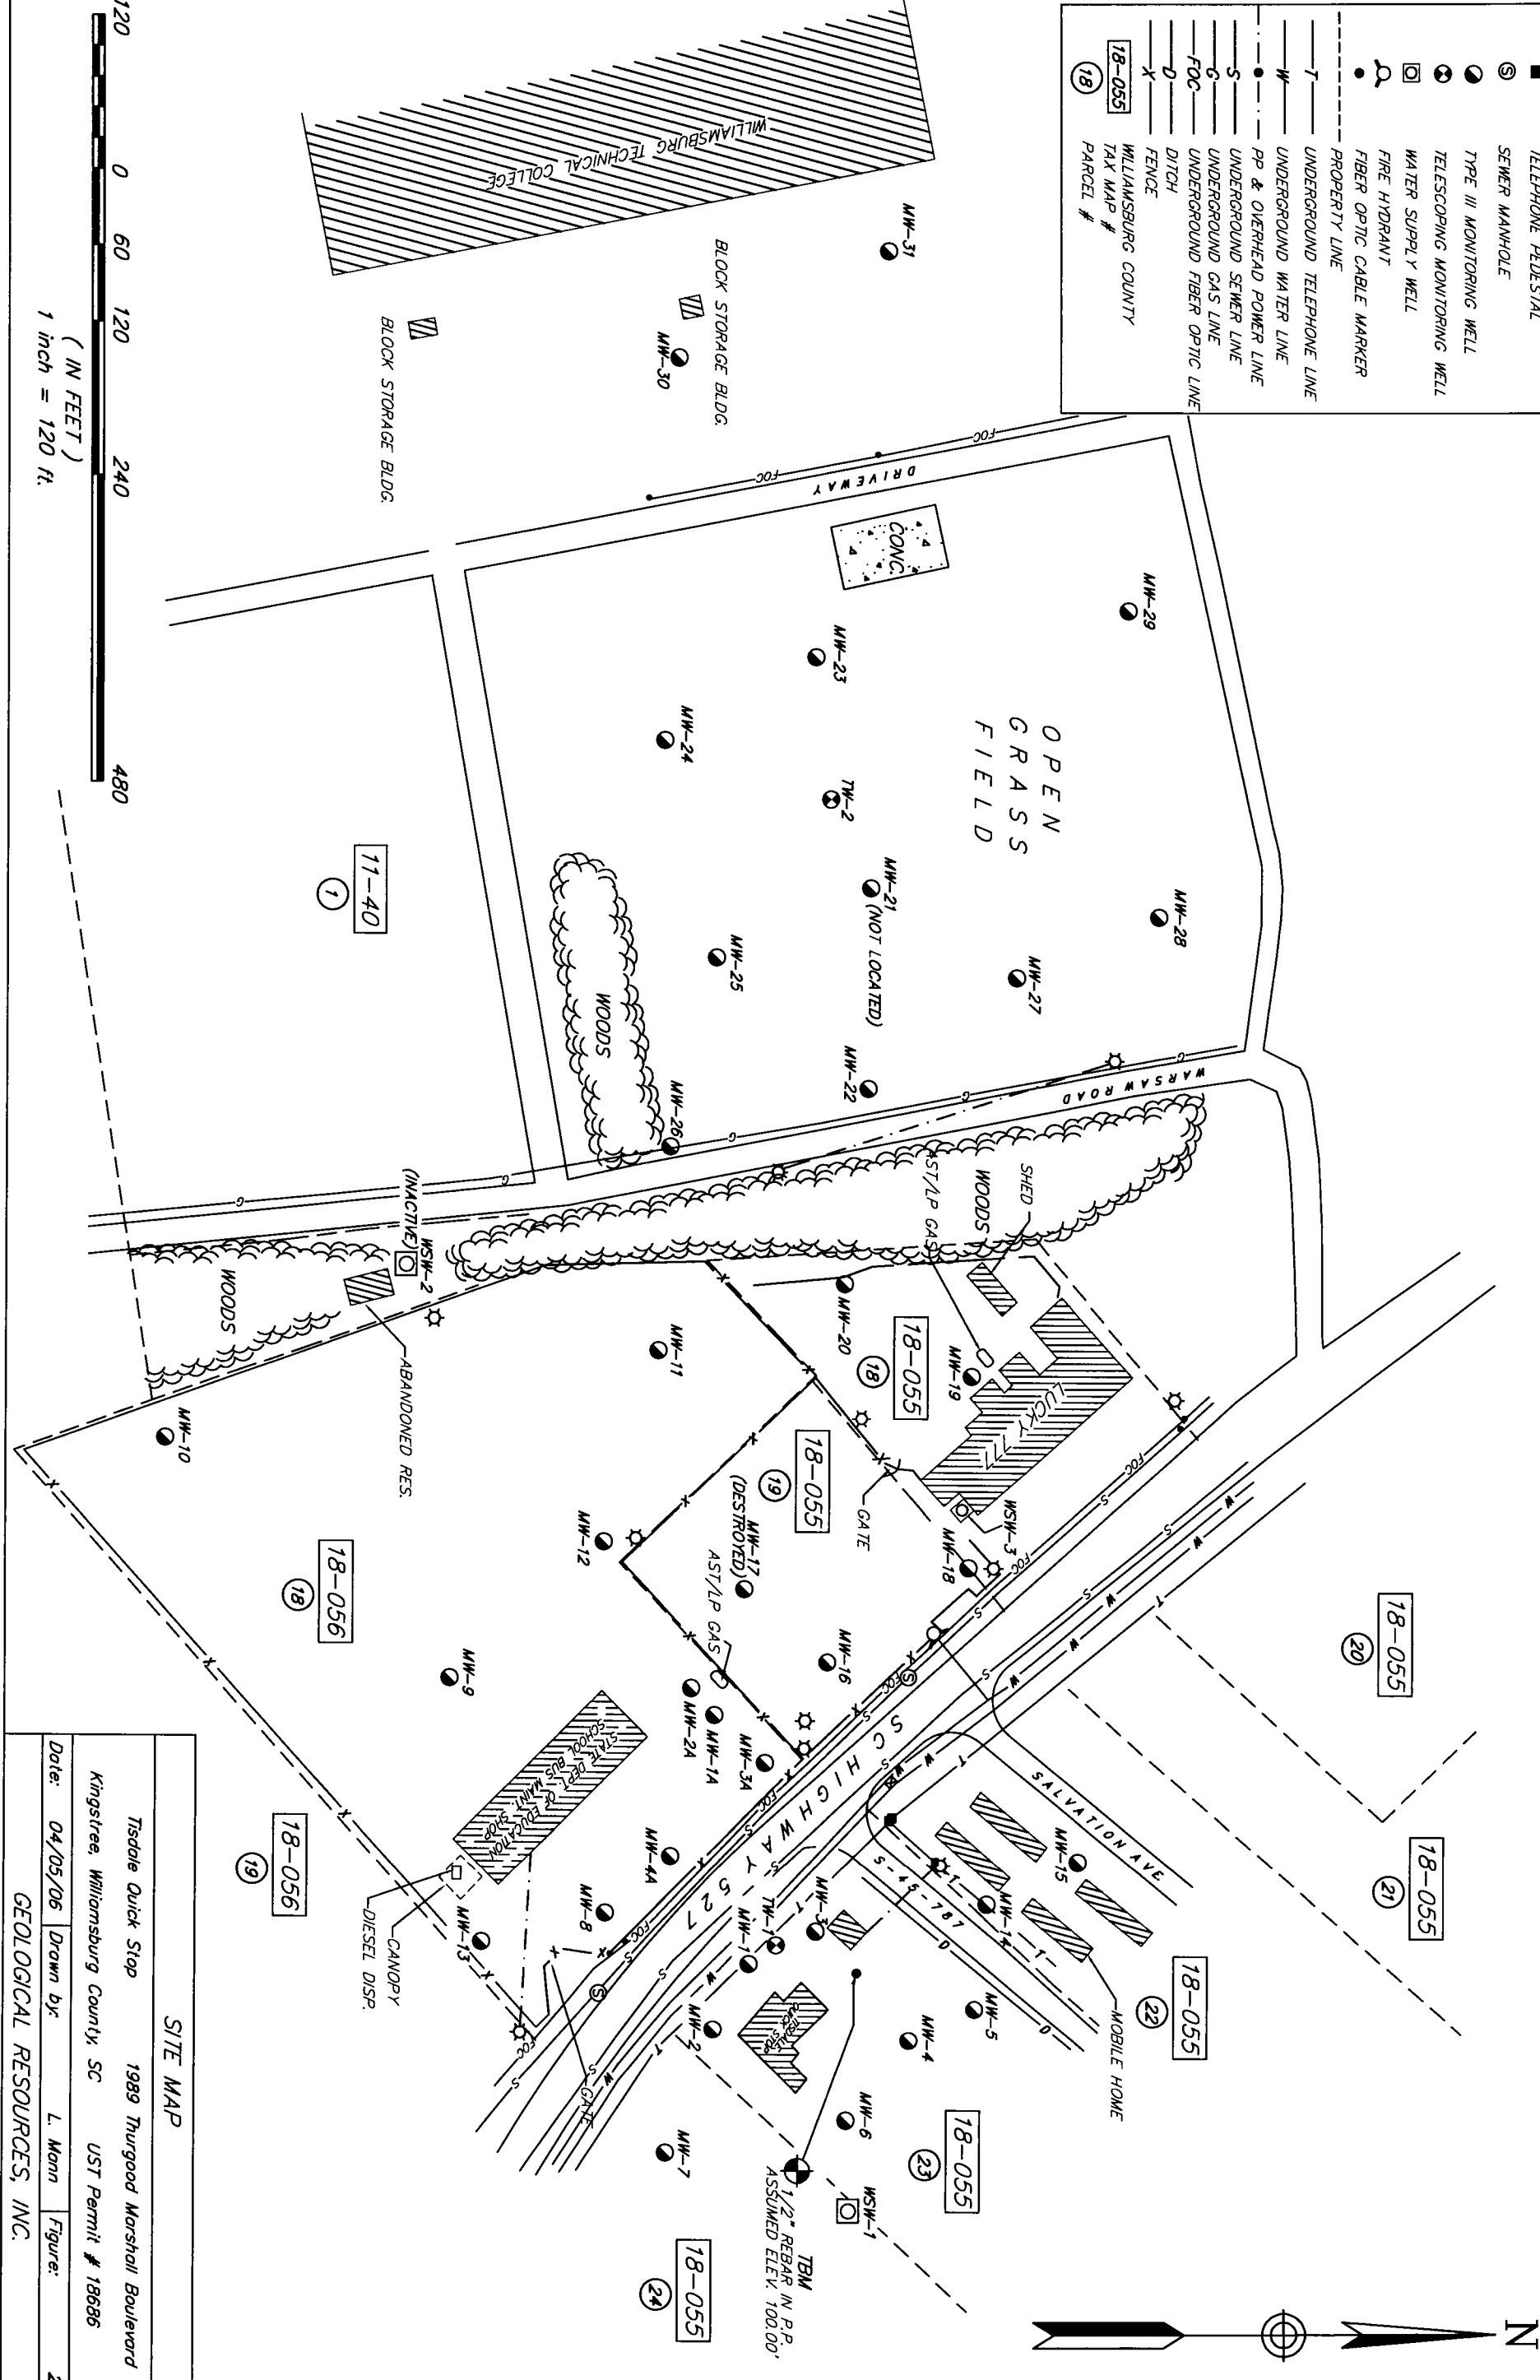 TELEPHONE PEDESTAL
SEWER MANHOLE
TYPE III MONITORING WELL
TELESCOPING MONITORING WELL
WATER SUPPLY WELL
FIRE HYDRANT
FIBER OPTIC CABLE MARKER
PROPERTY LINE
T UNDERGROUND TELEPHONE LINE
W UNDERGROUND WATER LINE
PP & OVERHEAD POWER LINE
S UNDERGROUND SEWER LINE
G UNDERGROUND GAS LINE
FOC UNDERGROUND FIBER OPTIC LINE
D DITCH
X FENCE
18-055 WILLIAMSBURG COUNTY
TAX MAP #
18 PARCEL #
N
WILLIAMSBURG TECHNICAL COLLEGE
MW-31
BLOCK STORAGE BLDG.
MW-30
BLOCK STORAGE BLDG.
FOC
FOC
DRIVEWAY
CONC.
MW-29
MW-23
MW-24
OPEN
GRASS
FIELD
TW-2
MW-21
(NOT LOCATED)
MW-28
MW-27
MW-25
MW-22
MW-26
WOODS
11-40
1
WARSAW ROAD
G
G
G
G
G
WOODS
SHED
AST/LP GAS
WSW-2
(INACTIVE)
WOODS
ABANDONED RES.
MW-20
18-055
18
MW-19
LUCKY 777
MW-11
MW-10
18-055
19
GATE
WSW-3
MW-18
MW-17
(DESTROYED)
AST/LP GAS
MW-12
MW-16
18-056
18
MW-9
MW-2A
MW-1A
MW-3A
STATE DEPT. OF EDUCATION
SCHOOL BUS MAINT. SHOP
MW-4A
MW-8
MW-13
CANOPY
DIESEL DISP.
18-056
19
SC HIGHWAY 527
SALVATION AVE
S-45-787
18-055
20
18-055
21
18-055
22
MW-15
MW-14
MOBILE HOME
MW-3
TW-1
MW-1
MW-2
TISDALE
QUICK STOP
MW-5
MW-4
MW-6
MW-7
GATE
18-055
23
WSW-1
TBM
1/2" REBAR IN P.P.
ASSUMED ELEV. 100.00'
18-055
24
120 0 60 120 240 480
( IN FEET )
1 inch = 120 ft.
SITE MAP
Tisdale Quick Stop 1989 Thurgood Marshall Boulevard
Kingstree, Williamsburg County, SC UST Permit # 18686
Date: 04/05/06 Drawn by: L. Mann Figure: 2
GEOLOGICAL RESOURCES, INC.